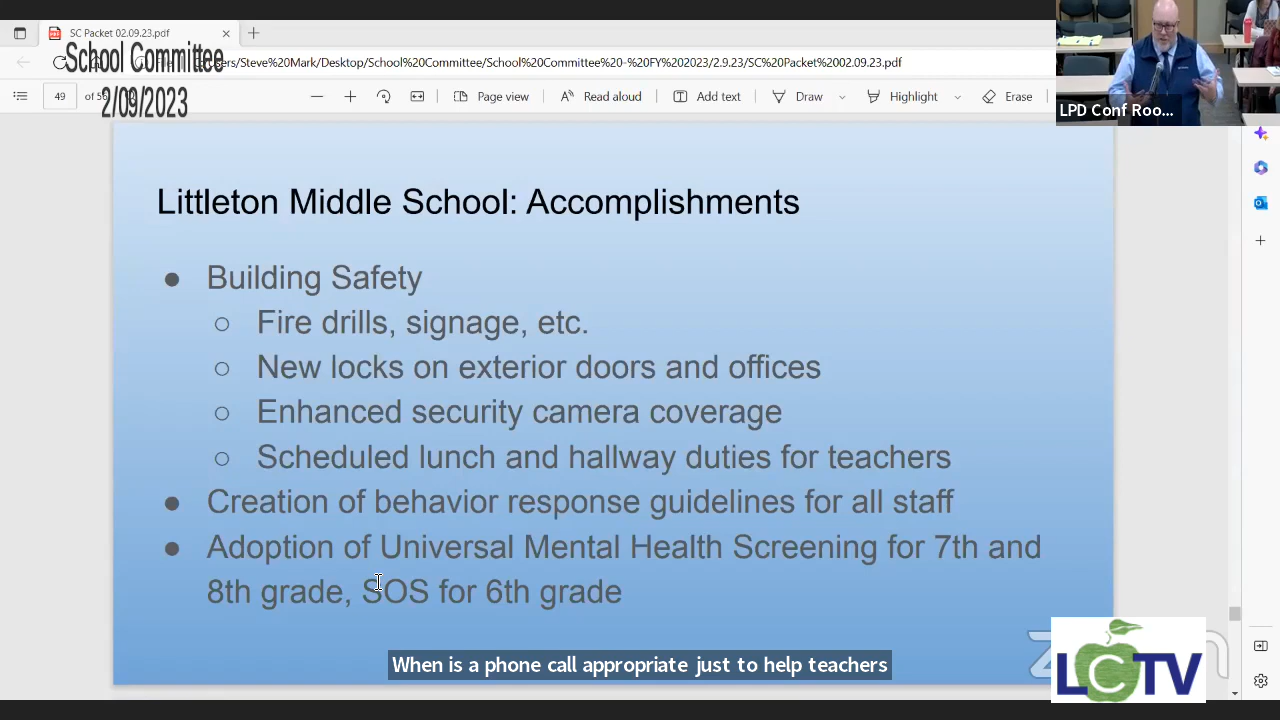 SC Packet 02.09.23.pdf
School Committee
2/09/2023
ers/Steve%20Mark/Desktop/School%20Committee/School%20Committee%20-%20FY%202023/2.9.23/SC%20Packet%2002.09.23.pdf
49 of 5
Page view
Read aloud
Add text
Draw
Highlight
Erase
LPD Conf Roo...
Littleton Middle School: Accomplishments
● Building Safety
○ Fire drills, signage, etc.
○ New locks on exterior doors and offices
○ Enhanced security camera coverage
○ Scheduled lunch and hallway duties for teachers
● Creation of behavior response guidelines for all staff
● Adoption of Universal Mental Health Screening for 7th and
8th grade, SOS for 6th grade
When is a phone call appropriate just to help teachers
LCTV